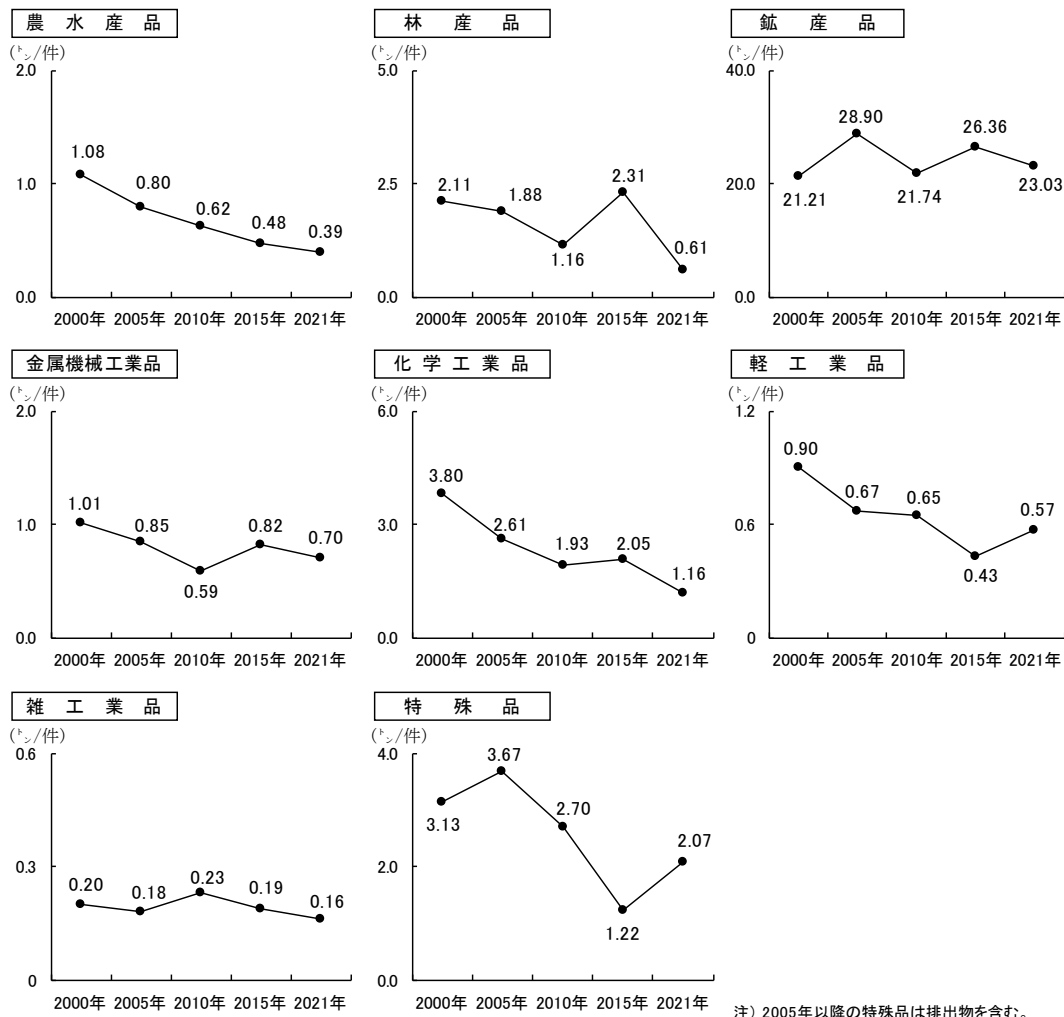 農水産品
(トン/件)
2.0
1.0
0.0
1.08
0.80
0.62
0.48
0.39
2000年 2005年 2010年 2015年 2021年
林産品
(トン/件)
5.0
2.5
0.0
2.11
1.88
1.16
2.31
0.61
2000年 2005年 2010年 2015年 2021年
鉱産品
(トン/件)
40.0
20.0
0.0
21.21
28.90
21.74
26.36
23.03
2000年 2005年 2010年 2015年 2021年
金属機械工業品
(トン/件)
2.0
1.0
0.0
1.01
0.85
0.59
0.82
0.70
2000年 2005年 2010年 2015年 2021年
化学工業品
(トン/件)
6.0
3.0
0.0
3.80
2.61
1.93
2.05
1.16
2000年 2005年 2010年 2015年 2021年
軽工業品
(トン/件)
1.2
0.6
0
0.90
0.67
0.65
0.43
0.57
2000年 2005年 2010年 2015年 2021年
雑工業品
(トン/件)
0.6
0.3
0
0.20
0.18
0.23
0.19
0.16
2000年 2005年 2010年 2015年 2021年
特殊品
(トン/件)
4.0
2.0
0.0
3.13
3.67
2.70
1.22
2.07
2000年 2005年 2010年 2015年 2021年
注) 2005年以降の特殊品は排出物を含む。